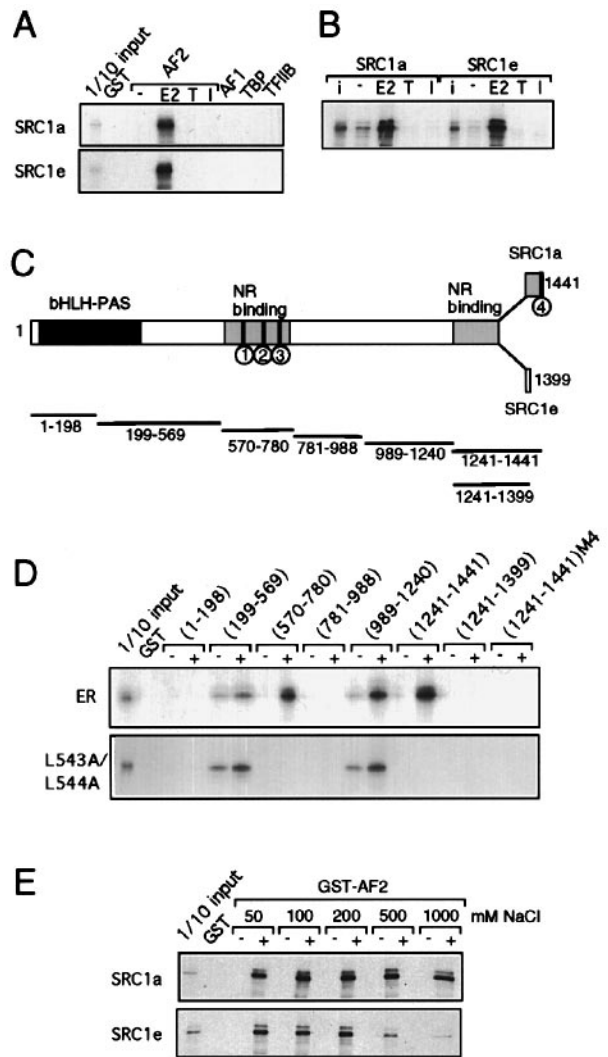 A
1/10 input
GST
AF2
- E2 T I
AF1
TBP
TFIIB
SRC1a
SRC1e
B
SRC1a SRC1e
i - E2 T I i - E2 T I
C
SRC1a
1441
4
bHLH-PAS
NR binding
NR binding
1
1 2 3
1399
SRC1e
1-198
199-569
570-780
781-988
989-1240
1241-1441
1241-1399
D
1/10 input
GST
(1-198)
(199-569)
(570-780)
(781-988)
(989-1240)
(1241-1441)
(1241-1399)
(1241-1441)M4
- + - + - + - + - + - + - + - +
ER
L543A/
L544A
E
GST-AF2
1/10 input
GST
50 100 200 500 1000 mM NaCl
- + - + - + - + - +
SRC1a
SRC1e